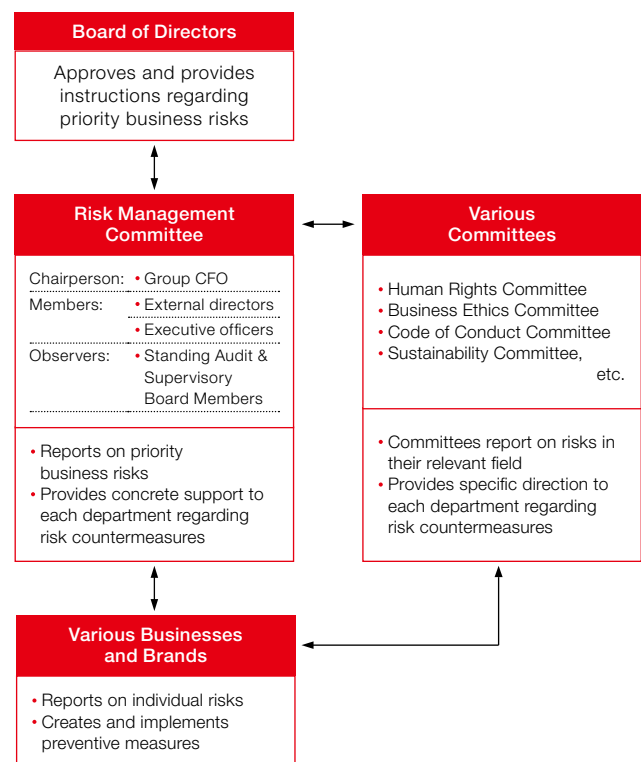 Board of Directors
Approves and provides
instructions regarding
priority business risks
Risk Management
Committee
Chairperson: • Group CFO
Members: • External directors
• Executive officers
Observers: • Standing Audit &
Supervisory
Board Members
• Reports on priority
business risks
• Provides concrete support to
each department regarding
risk countermeasures
Various
Committees
• Human Rights Committee
• Business Ethics Committee
• Code of Conduct Committee
• Sustainability Committee,
etc.
• Committees report on risks in
their relevant field
• Provides specific direction to
each department regarding
risk countermeasures
Various Businesses
and Brands
• Reports on individual risks
• Creates and implements
preventive measures